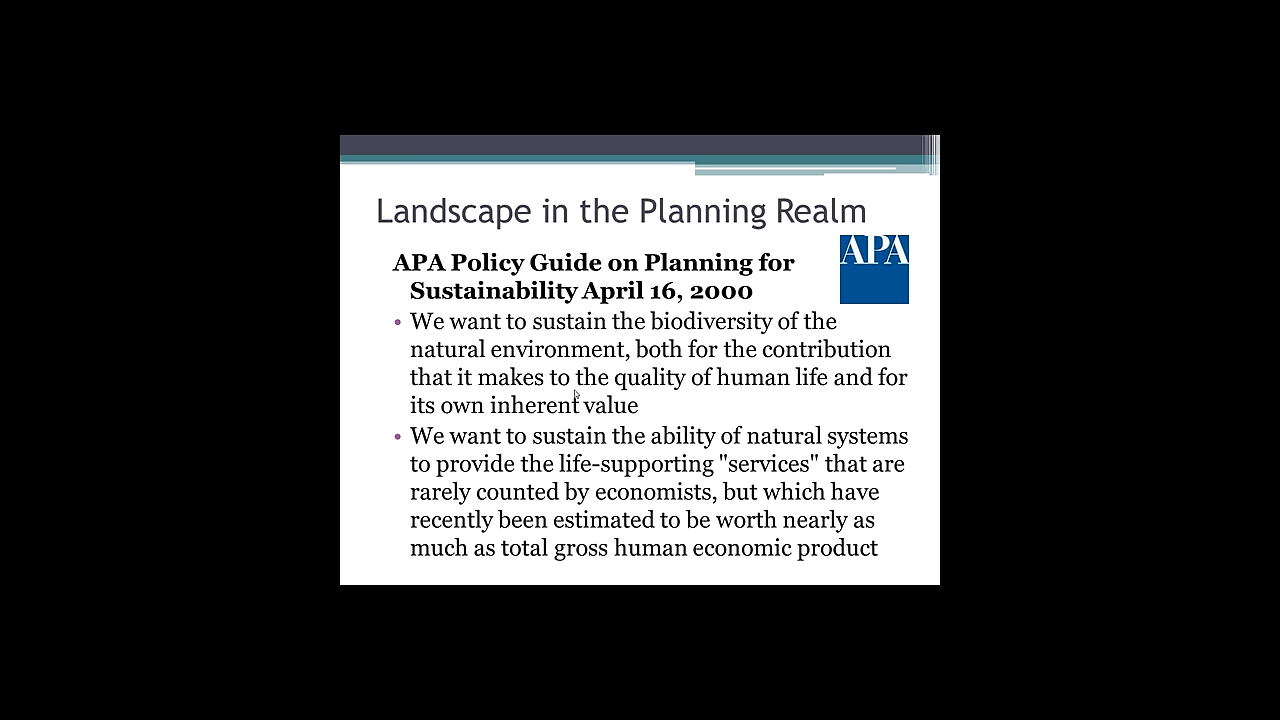 Landscape in the Planning Realm
APA
APA Policy Guide on Planning for
Sustainability April 16, 2000
• We want to sustain the biodiversity of the
natural environment, both for the contribution
that it makes to the quality of human life and for
its own inherent value
• We want to sustain the ability of natural systems
to provide the life-supporting "services" that are
rarely counted by economists, but which have
recently been estimated to be worth nearly as
much as total gross human economic product